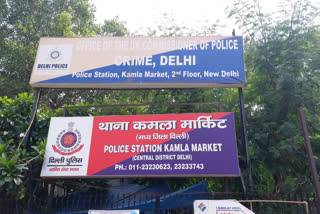 OFFICE OF THE DY. COMMISSIONER OF POLICE
CRIME, DELHI
DELHI POLICE
Police Station, Kamla Market, 2nd Floor, New Delhi
थाना कमला मार्किट
(मध्य जिला दिल्ली)
दिल्ली पुलिस
POLICE STATION KAMLA MARKET
(CENTRAL DISTRICT DELHI)
PH.: 011-23230623, 23233743